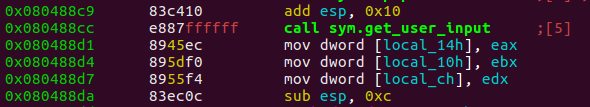 0x080488c9 83c410 add esp, 0x10
0x080488cc e887ffffff call sym.get_user_input ;[5]
0x080488d1 8945ec mov dword [local_14h], eax
0x080488d4 895df0 mov dword [local_10h], ebx
0x080488d7 8955f4 mov dword [local_ch], edx
0x080488da 83ec0c sub esp, 0xc